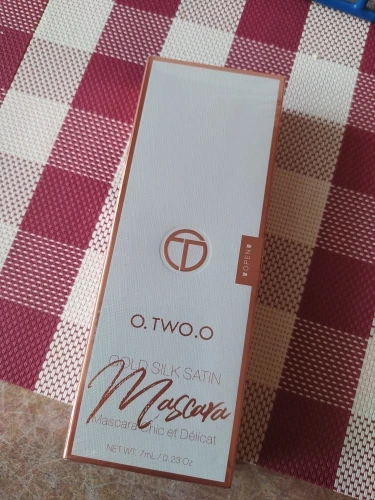 OPEN
O.TWO.O
GOLD SILK SATIN
Mascara
Mascara Chic et Délicat
NET WT. 7mL / 0.23 Oz